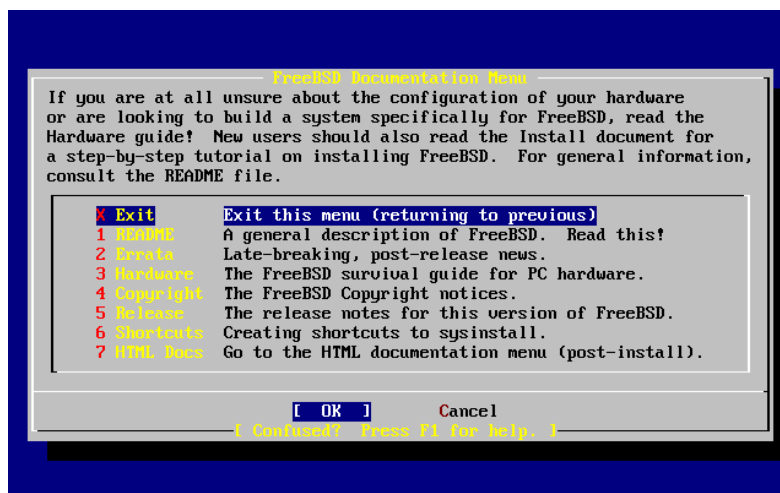 FreeBSD Documentation Menu
If you are at all unsure about the configuration of your hardware
or are looking to build a system specifically for FreeBSD, read the
Hardware guide!  New users should also read the Install document for
a step-by-step tutorial on installing FreeBSD.  For general information,
consult the README file.
X Exit Exit this menu (returning to previous)
1 README A general description of FreeBSD.  Read this!
2 Errata Late-breaking, post-release news.
3 Hardware The FreeBSD survival guide for PC hardware.
4 Copyright The FreeBSD Copyright notices.
5 Release The release notes for this version of FreeBSD.
6 Shortcuts Creating shortcuts to sysinstall.
7 HTML Docs Go to the HTML documentation menu (post-install).
[ OK ] Cancel
[ Confused?  Press F1 for help. ]